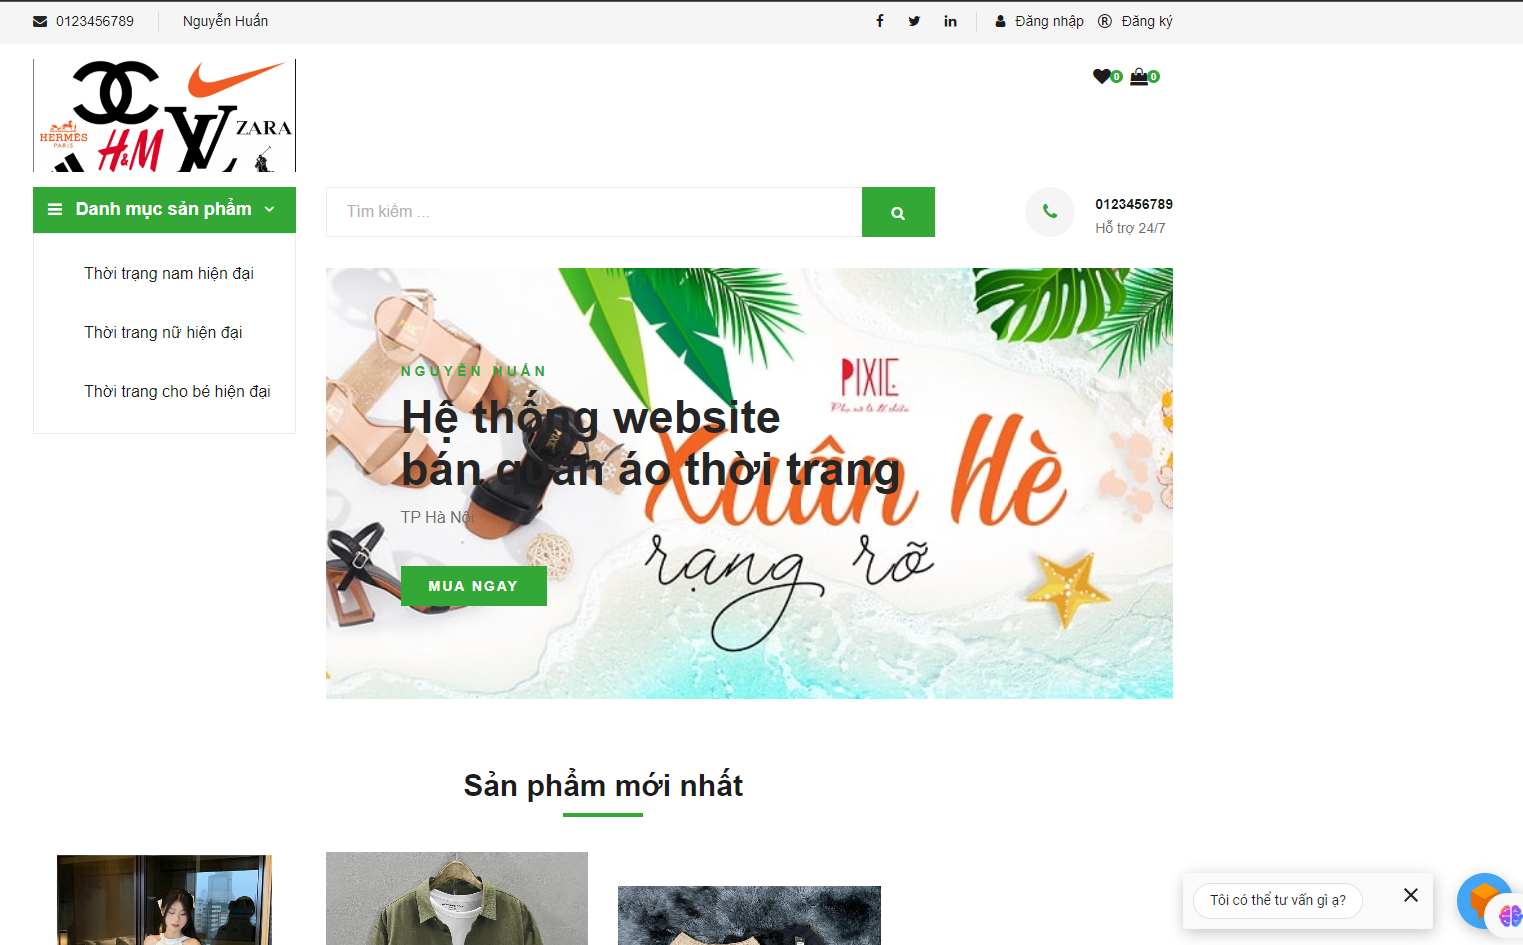 0123456789
Nguyễn Huấn
Đăng nhập
® Đăng ký
0
0
HERMÈS
PARIS
H&M
ZARA
Danh mục sản phẩm
Tìm kiếm ...
0123456789
Hỗ trợ 24/7
Thời trạng nam hiện đại
Thời trang nữ hiện đại
Thời trang cho bé hiện đại
NGUYỄN HUẤN
Hệ thống website
bán quần áo thời trang
TP Hà Nội
MUA NGAY
PIXIE
Xuân Hè
rạng rỡ
Sản phẩm mới nhất
Tôi có thể tư vấn gì ạ?